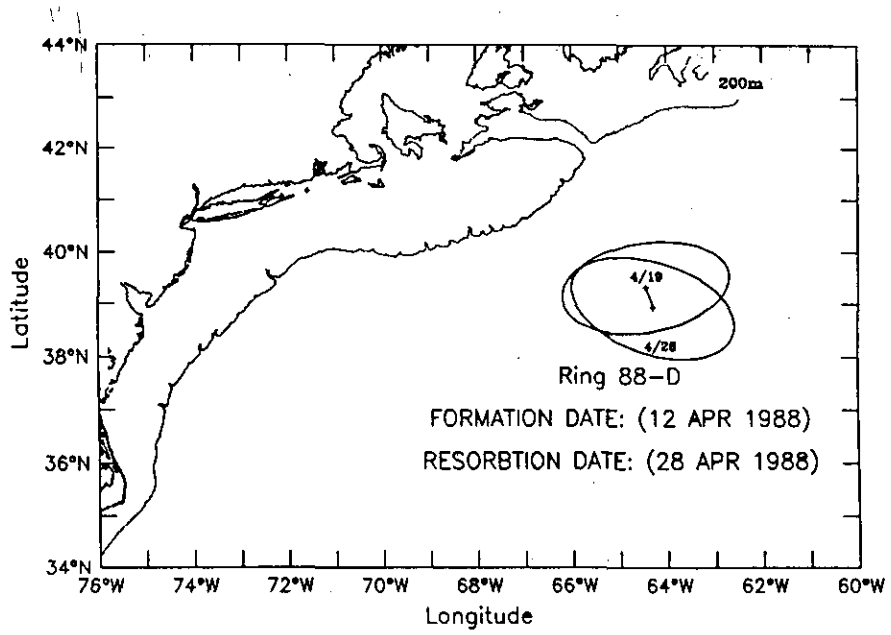 44°N
42°N
40°N
38°N
36°N
34°N
Latitude
200m
4/19
4/26
Ring 88-D
FORMATION DATE: (12 APR 1988)
RESORBTION DATE: (28 APR 1988)
76°W 74°W 72°W 70°W 68°W 66°W 64°W 62°W 60°W
Longitude